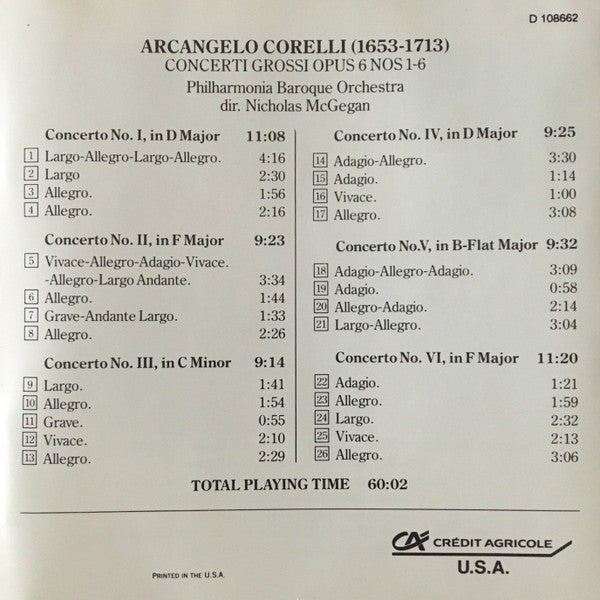 D 108662
ARCANGELO CORELLI (1653-1713)
CONCERTI GROSSI OPUS 6 NOS 1-6
Philharmonia Baroque Orchestra
dir. Nicholas McGegan
Concerto No. I, in D Major 11:08
1 Largo-Allegro-Largo-Allegro. 4:16
2 Largo 2:30
3 Allegro. 1:56
4 Allegro. 2:16
Concerto No. II, in F Major 9:23
5 Vivace-Allegro-Adagio-Vivace.
-Allegro-Largo Andante. 3:34
6 Allegro. 1:44
7 Grave-Andante Largo. 1:33
8 Allegro. 2:26
Concerto No. III, in C Minor 9:14
9 Largo. 1:41
10 Allegro. 1:54
11 Grave. 0:55
12 Vivace. 2:10
13 Allegro. 2:29
Concerto No. IV, in D Major 9:25
14 Adagio-Allegro. 3:30
15 Adagio. 1:14
16 Vivace. 1:00
17 Allegro. 3:08
Concerto No.V, in B-Flat Major 9:32
18 Adagio-Allegro-Adagio. 3:09
19 Adagio. 0:58
20 Allegro-Adagio. 2:14
21 Largo-Allegro. 3:04
Concerto No. VI, in F Major 11:20
22 Adagio. 1:21
23 Allegro. 1:59
24 Largo. 2:32
25 Vivace. 2:13
26 Allegro. 3:06
TOTAL PLAYING TIME 60:02
CA CRÉDIT AGRICOLE
U.S.A.
PRINTED IN THE U.S.A.